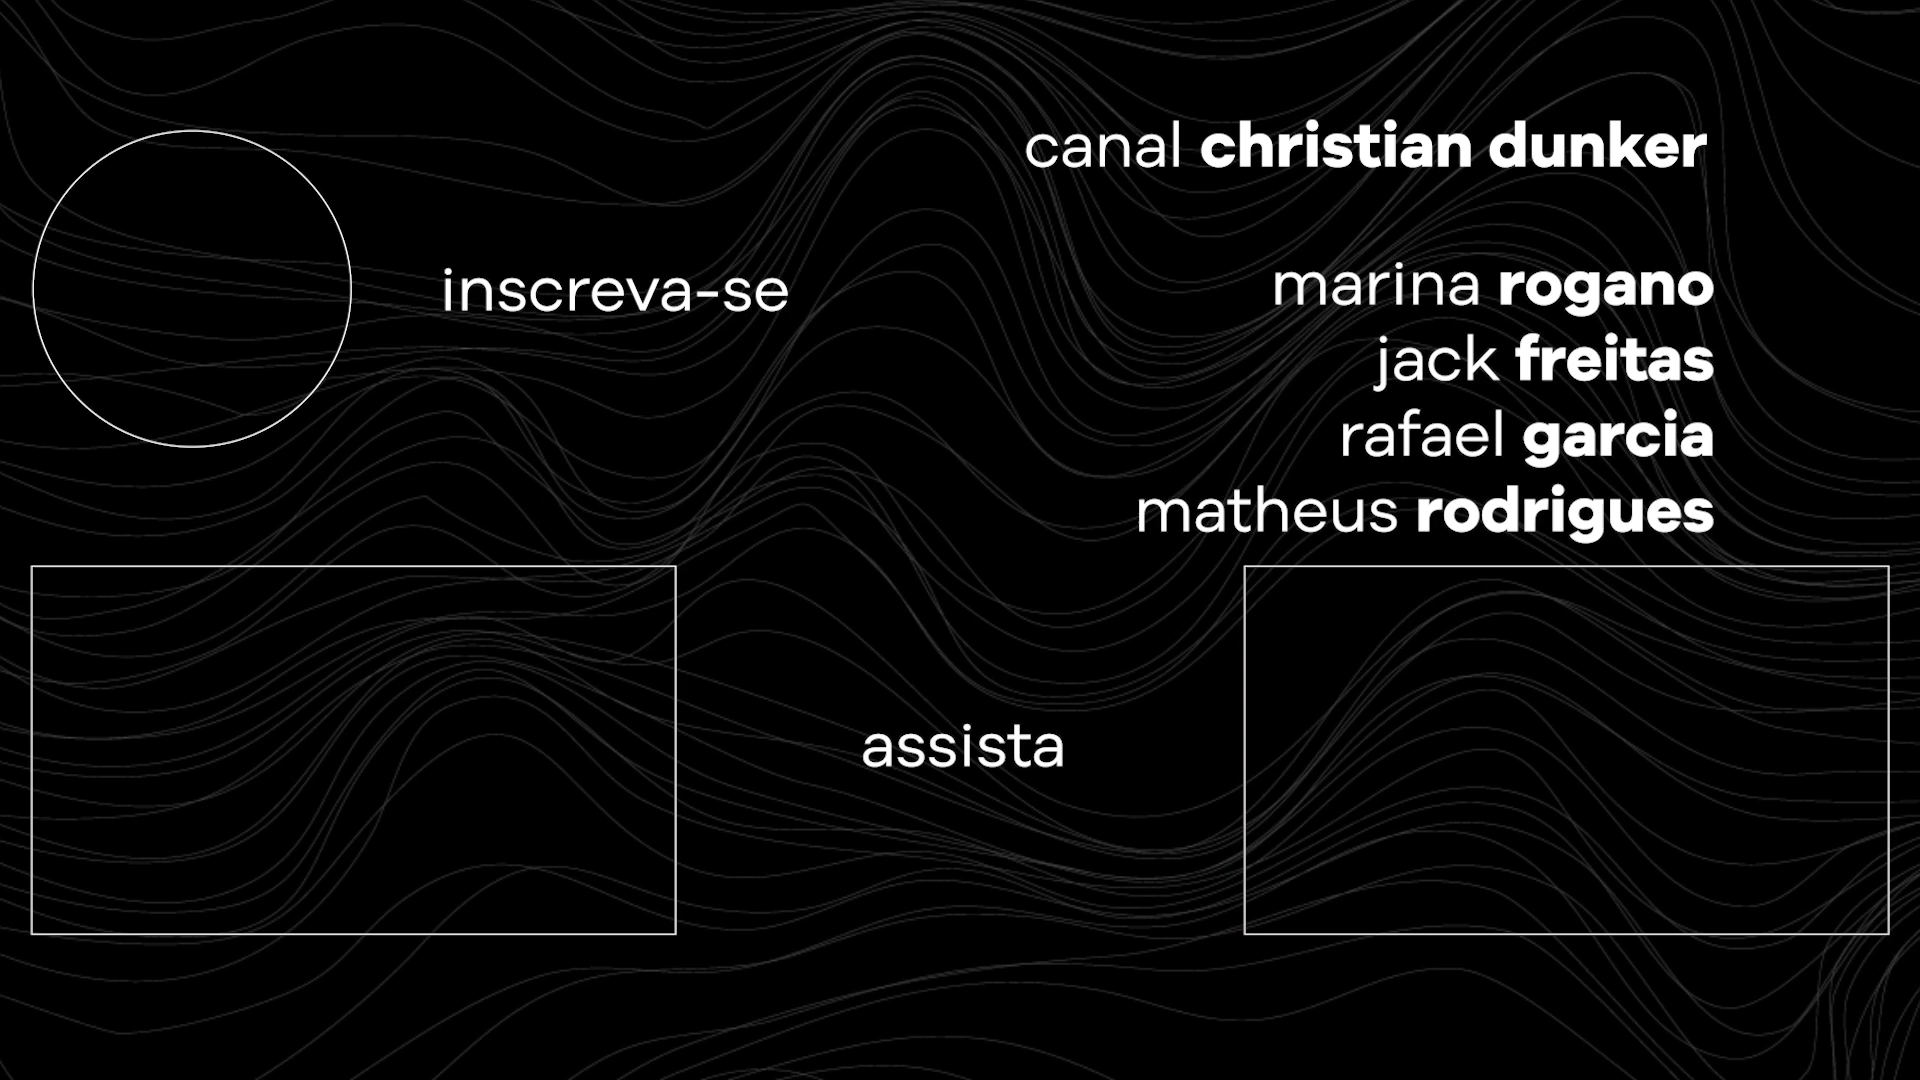 canal christian dunker
inscreva-se
marina rogano
jack freitas
rafael garcia
matheus rodrigues
assista